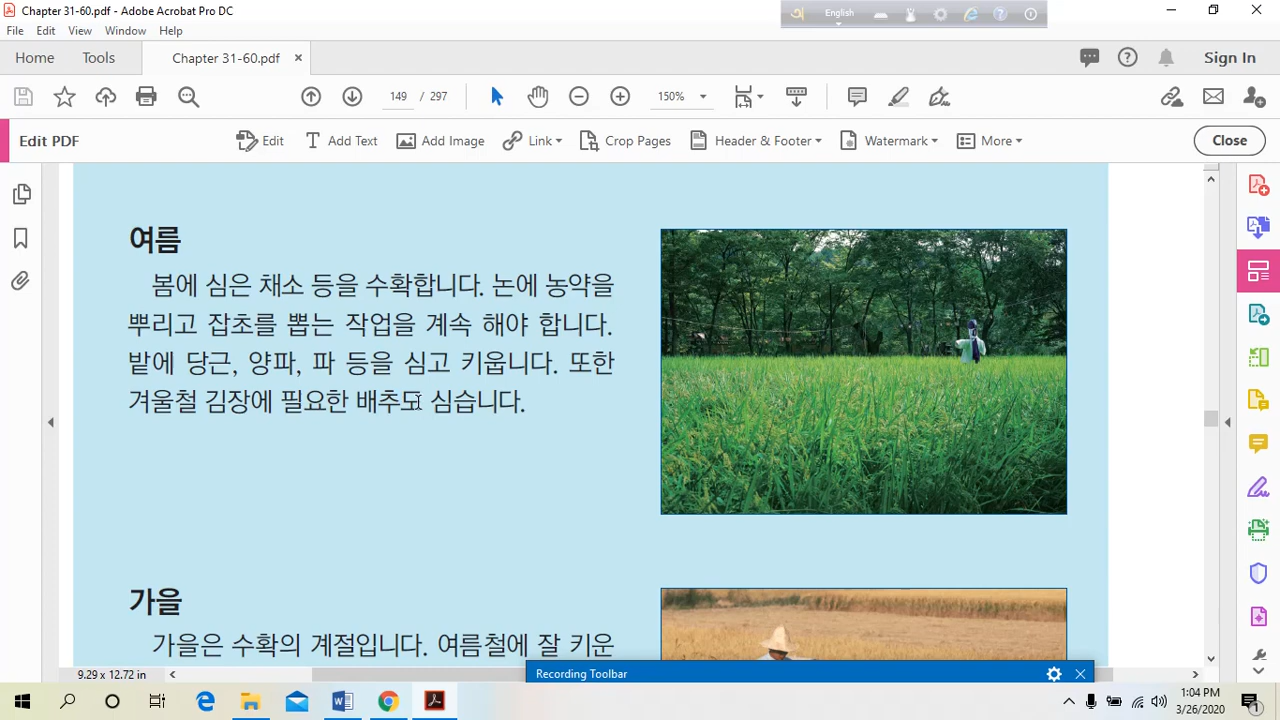 Chapter 31-60.pdf - Adobe Acrobat Pro DC
English
File Edit View Window Help
Home Tools Chapter 31-60.pdf × Sign In
149 / 297 150%
Edit PDF Edit Add Text Add Image Link Crop Pages Header & Footer Watermark More Close
여름
봄에 심은 채소 등을 수확합니다. 논에 농약을
뿌리고 잡초를 뽑는 작업을 계속 해야 합니다.
밭에 당근, 양파, 파 등을 심고 키웁니다. 또한
겨울철 김장에 필요한 배추도 심습니다.
가을
가을은 수확의 계절입니다. 여름철에 잘 키운
9.29 x 12.72 in
Recording Toolbar
1:04 PM
3/26/2020